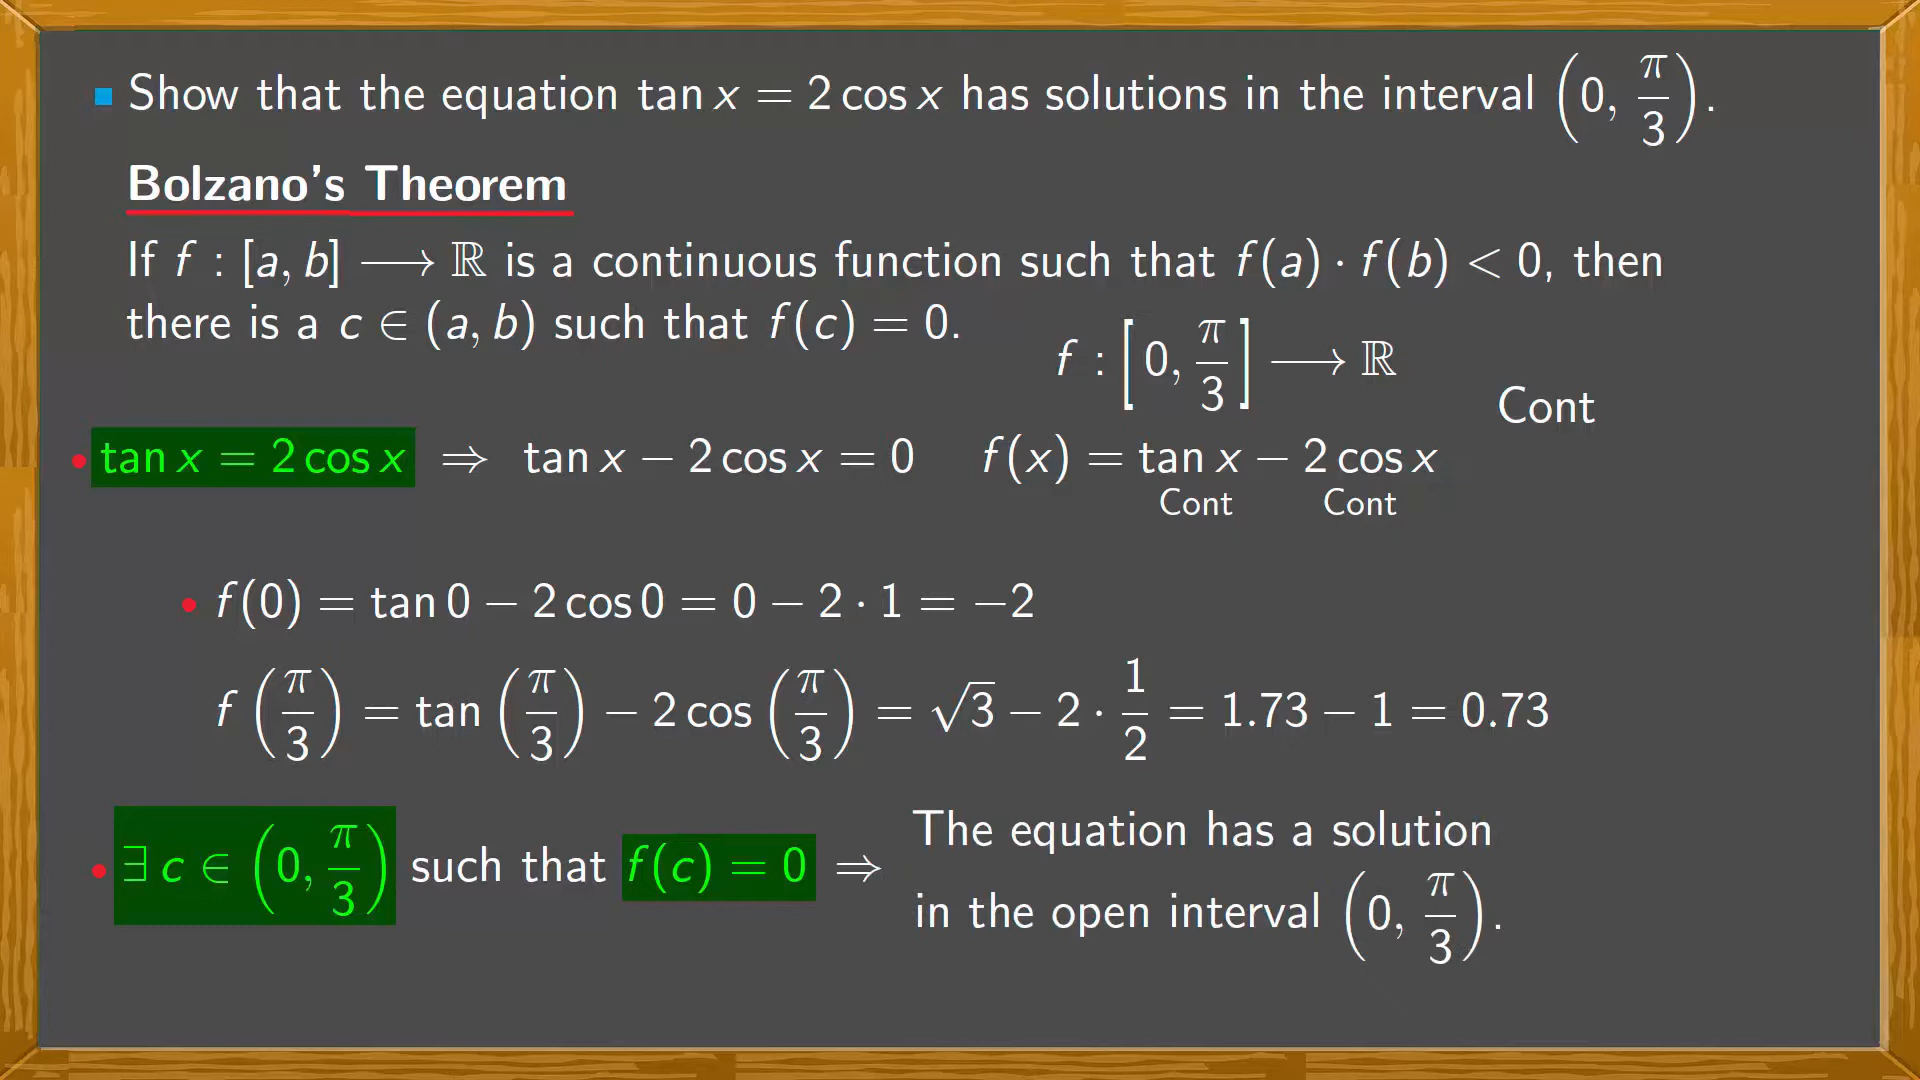 Show that the equation tan x = 2 cos x has solutions in the interval (0, π/3).
Bolzano's Theorem
If f : [a, b] ⟶ ℝ is a continuous function such that f(a) · f(b) < 0, then
there is a c ∈ (a, b) such that f(c) = 0.
f : [0, π/3] ⟶ ℝ
Cont
tan x = 2 cos x ⇒ tan x − 2 cos x = 0 f(x) = tan x − 2 cos x
Cont Cont
f(0) = tan 0 − 2 cos 0 = 0 − 2 · 1 = −2
f(π/3) = tan(π/3) − 2 cos(π/3) = √3 − 2 · 1/2 = 1.73 − 1 = 0.73
∃ c ∈ (0, π/3) such that f(c) = 0 ⇒
The equation has a solution
in the open interval (0, π/3).